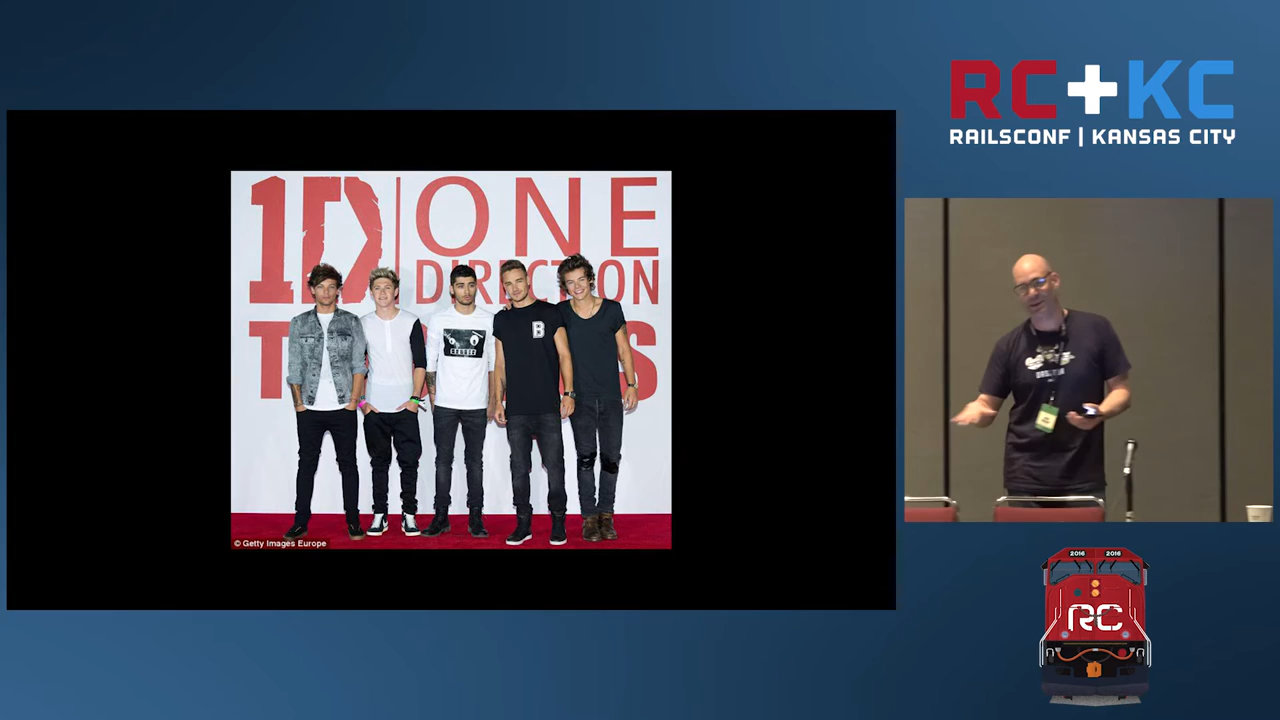 RC+KC
RAILSCONF | KANSAS CITY
1D
ONE
DIRECTION
B
© Getty Images Europe
2016 2016
RC